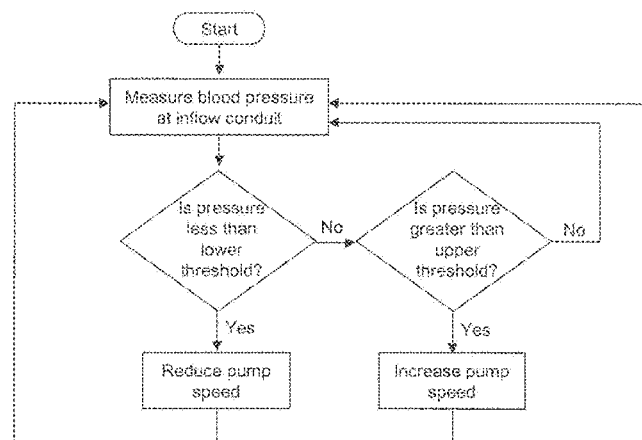 Start
Measure blood pressure
at inflow conduit
Is pressure
less than
lower
threshold?
No
Is pressure
greater than
upper
threshold?
No
Yes
Yes
Reduce pump
speed
Increase pump
speed